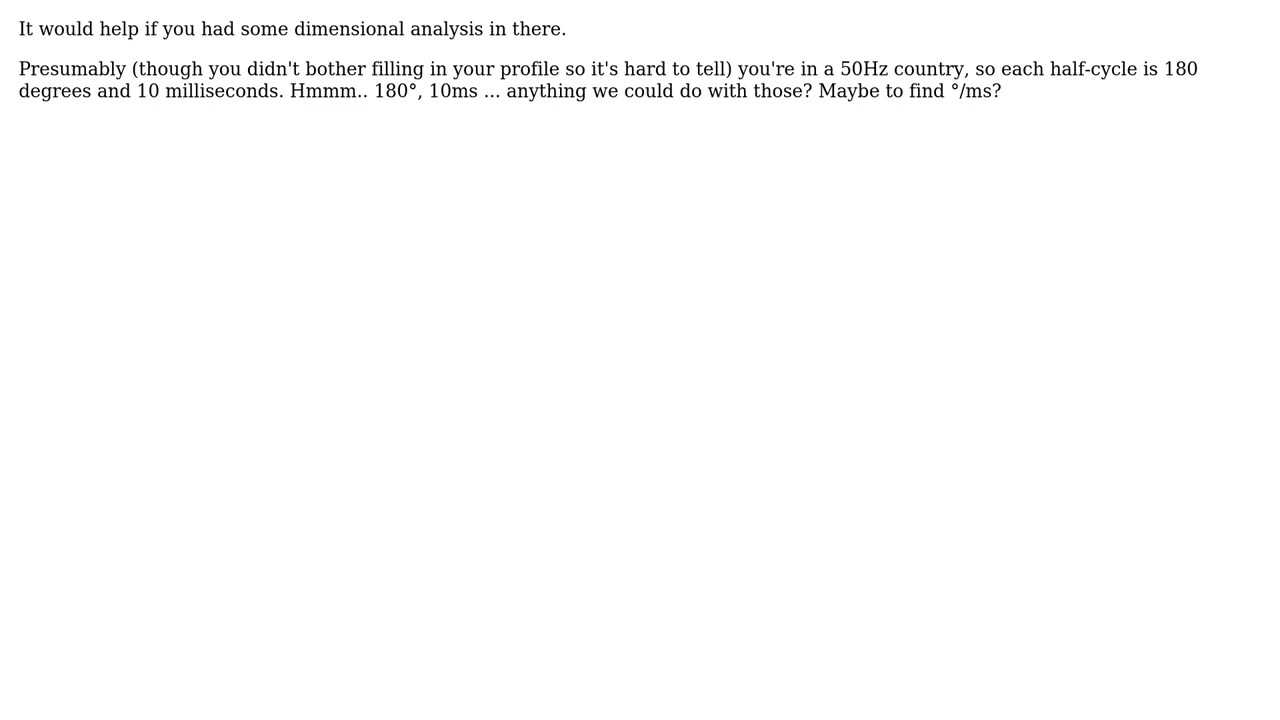 It would help if you had some dimensional analysis in there.
Presumably (though you didn't bother filling in your profile so it's hard to tell) you're in a 50Hz country, so each half-cycle is 180
degrees and 10 milliseconds. Hmmm.. 180°, 10ms ... anything we could do with those? Maybe to find °/ms?